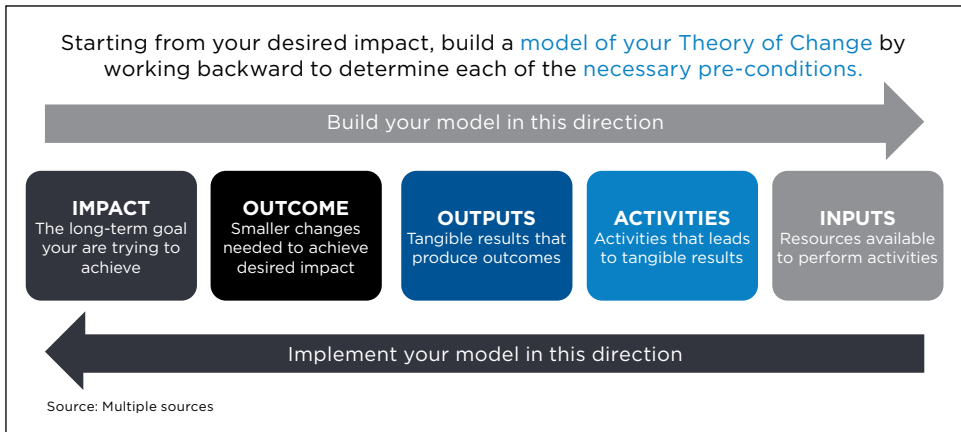 Starting from your desired impact, build a model of your Theory of Change by
working backward to determine each of the necessary pre-conditions.
Build your model in this direction
IMPACT
The long-term goal
your are trying to
achieve
OUTCOME
Smaller changes
needed to achieve
desired impact
OUTPUTS
Tangible results that
produce outcomes
ACTIVITIES
Activities that leads
to tangible results
INPUTS
Resources available
to perform activities
Implement your model in this direction
Source: Multiple sources